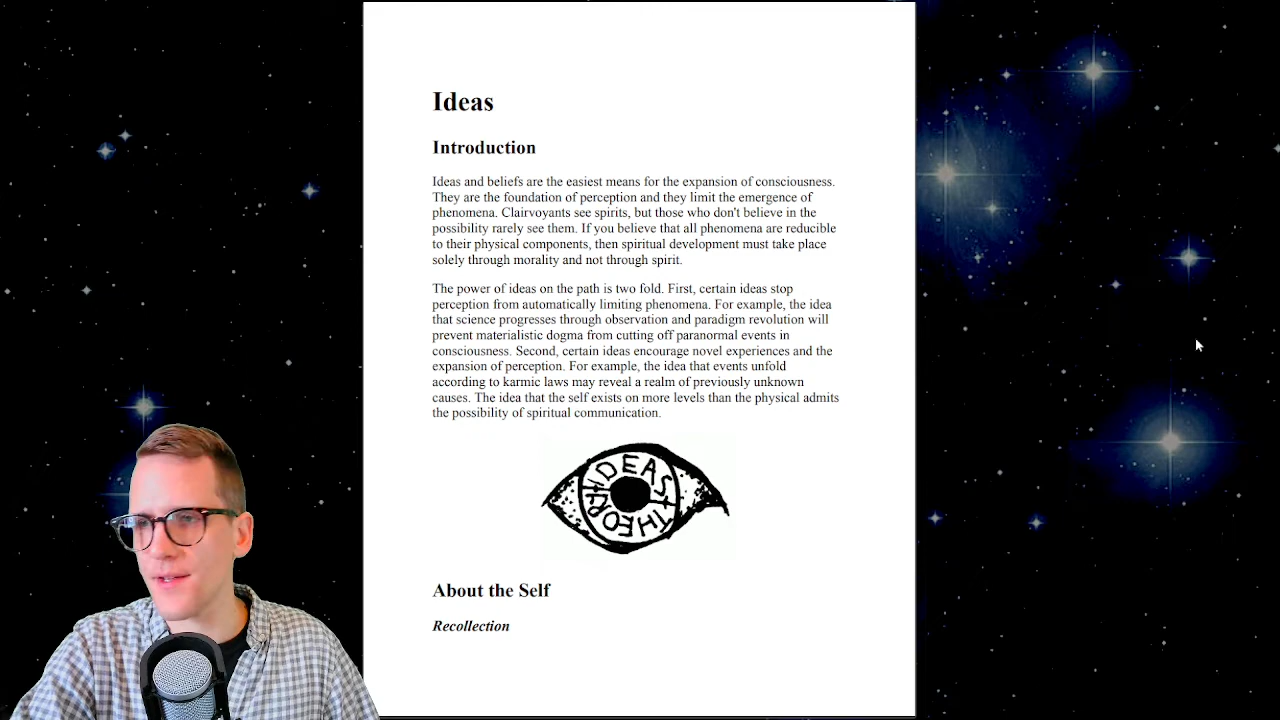 Ideas
Introduction
Ideas and beliefs are the easiest means for the expansion of consciousness.
They are the foundation of perception and they limit the emergence of
phenomena. Clairvoyants see spirits, but those who don't believe in the
possibility rarely see them. If you believe that all phenomena are reducible
to their physical components, then spiritual development must take place
solely through morality and not through spirit.
The power of ideas on the path is two fold. First, certain ideas stop
perception from automatically limiting phenomena. For example, the idea
that science progresses through observation and paradigm revolution will
prevent materialistic dogma from cutting off paranormal events in
consciousness. Second, certain ideas encourage novel experiences and the
expansion of perception. For example, the idea that events unfold
according to karmic laws may reveal a realm of previously unknown
causes. The idea that the self exists on more levels than the physical admits
the possibility of spiritual communication.
IDEAS
About the Self
Recollection